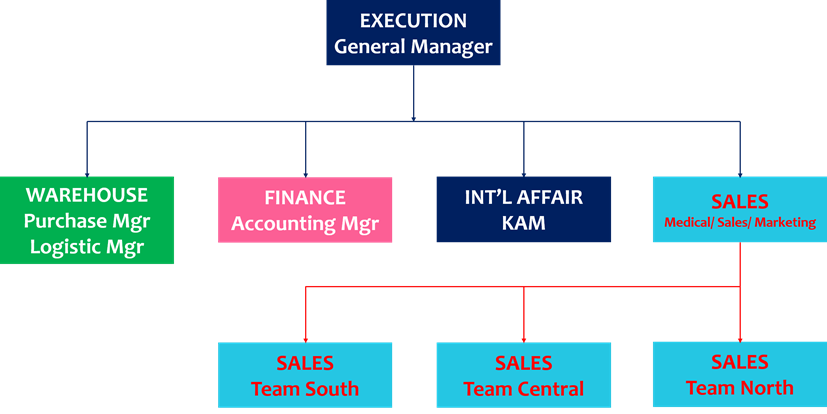 EXECUTION
General Manager
WAREHOUSE
Purchase Mgr
Logistic Mgr
FINANCE
Accounting Mgr
INT’L AFFAIR
KAM
SALES
Medical/ Sales/ Marketing
SALES
Team South
SALES
Team Central
SALES
Team North